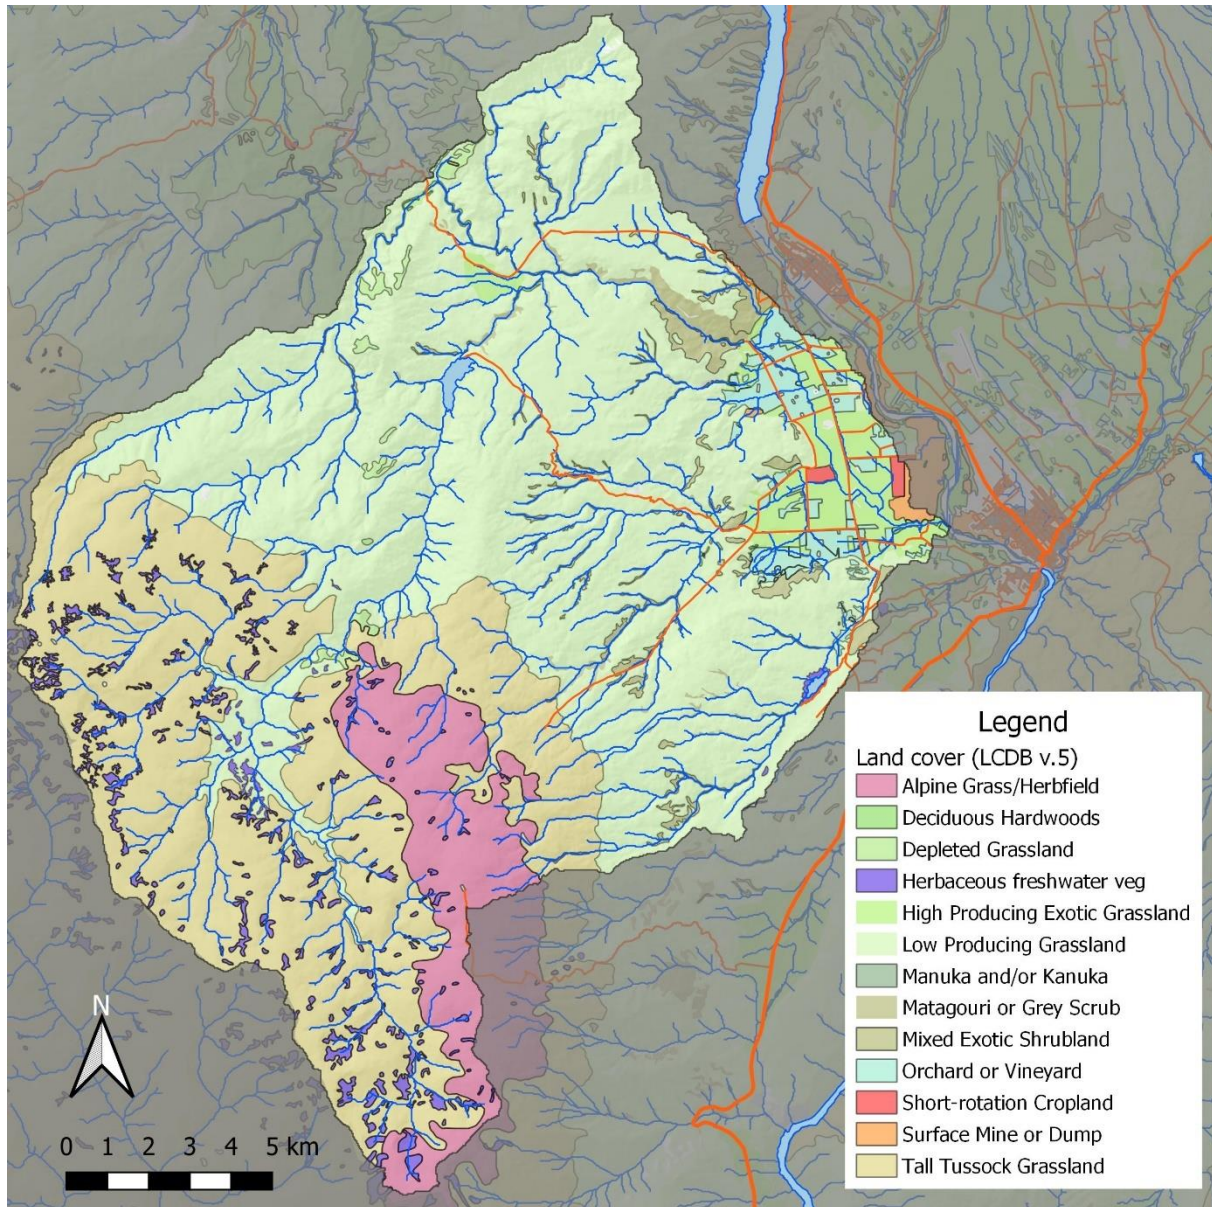 Legend
Land cover (LCDB v.5)
Alpine Grass/Herbfield
Deciduous Hardwoods
Depleted Grassland
Herbaceous freshwater veg
High Producing Exotic Grassland
Low Producing Grassland
Manuka and/or Kanuka
Matagouri or Grey Scrub
Mixed Exotic Shrubland
Orchard or Vineyard
Short-rotation Cropland
Surface Mine or Dump
Tall Tussock Grassland
N
0 1 2 3 4 5 km